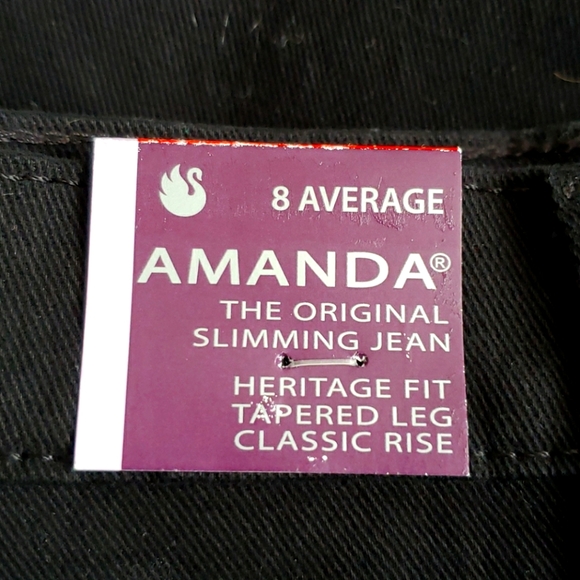 8 AVERAGE
AMANDA®
THE ORIGINAL
SLIMMING JEAN
HERITAGE FIT
TAPERED LEG
CLASSIC RISE